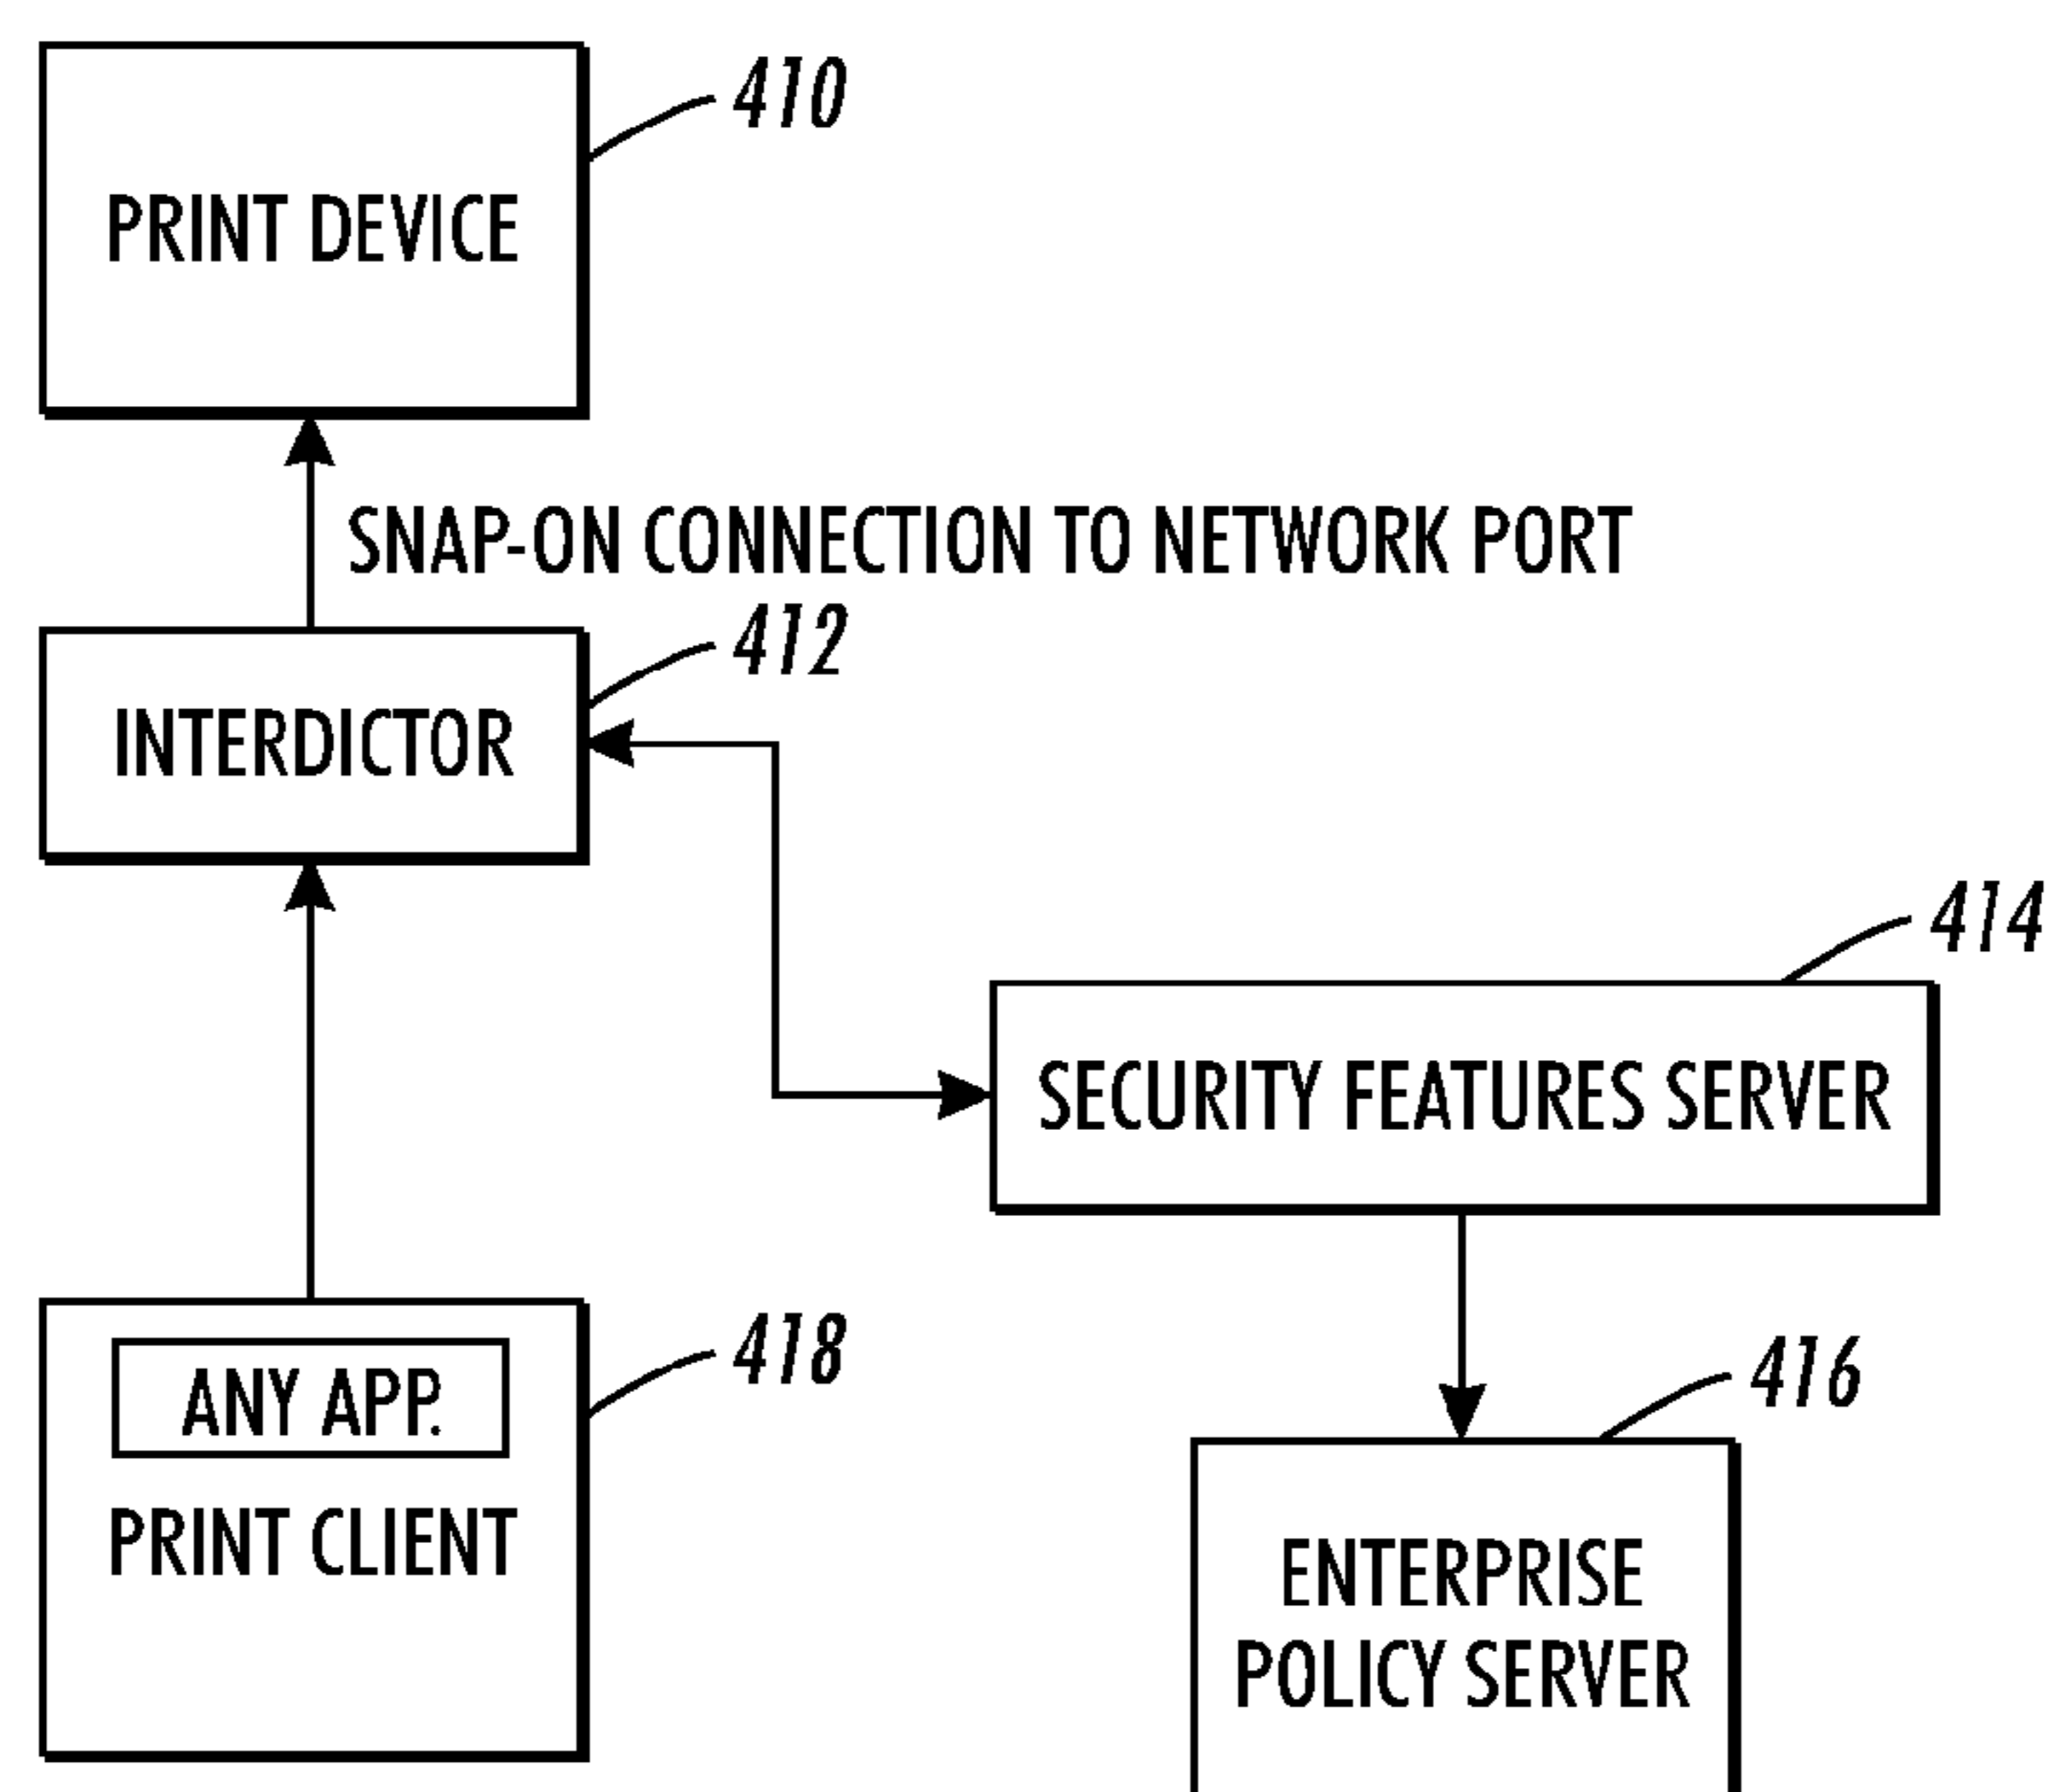 410
PRINT DEVICE
SNAP-ON CONNECTION TO NETWORK PORT
412
INTERDICTOR
414
SECURITY FEATURES SERVER
418
ANY APP.
PRINT CLIENT
416
ENTERPRISE
POLICY SERVER